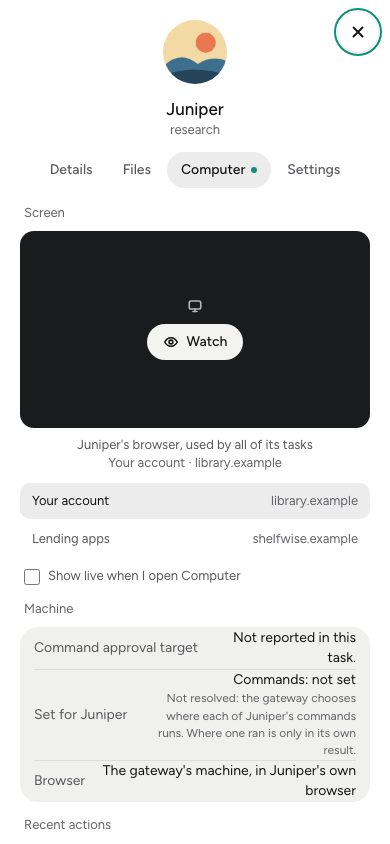 Juniper
research
Details Files Computer Settings
Screen
Watch
Juniper's browser, used by all of its tasks
Your account · library.example
Your account library.example
Lending apps shelfwise.example
Show live when I open Computer
Machine
Command approval target Not reported in this
task.
Commands: not set
Set for Juniper Not resolved: the gateway chooses
where each of Juniper's commands
runs. Where one ran is only in its own
result.
Browser The gateway's machine, in Juniper's own
browser
Recent actions